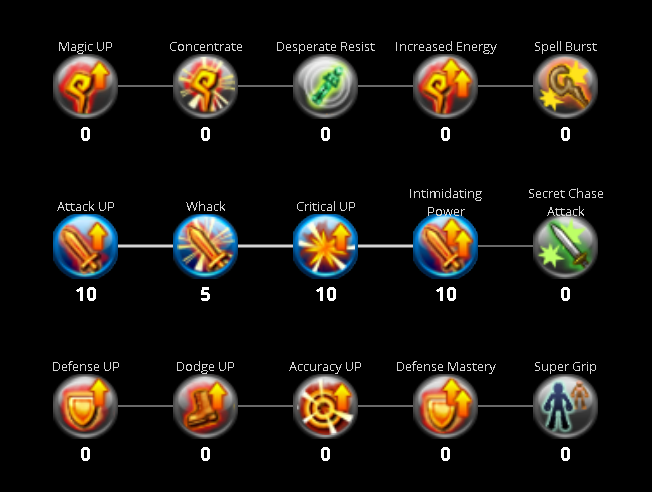 Magic UP Concentrate Desperate Resist Increased Energy Spell Burst
0 0 0 0 0
Attack UP Whack Critical UP Intimidating Power Secret Chase Attack
10 5 10 10 0
Defense UP Dodge UP Accuracy UP Defense Mastery Super Grip
0 0 0 0 0